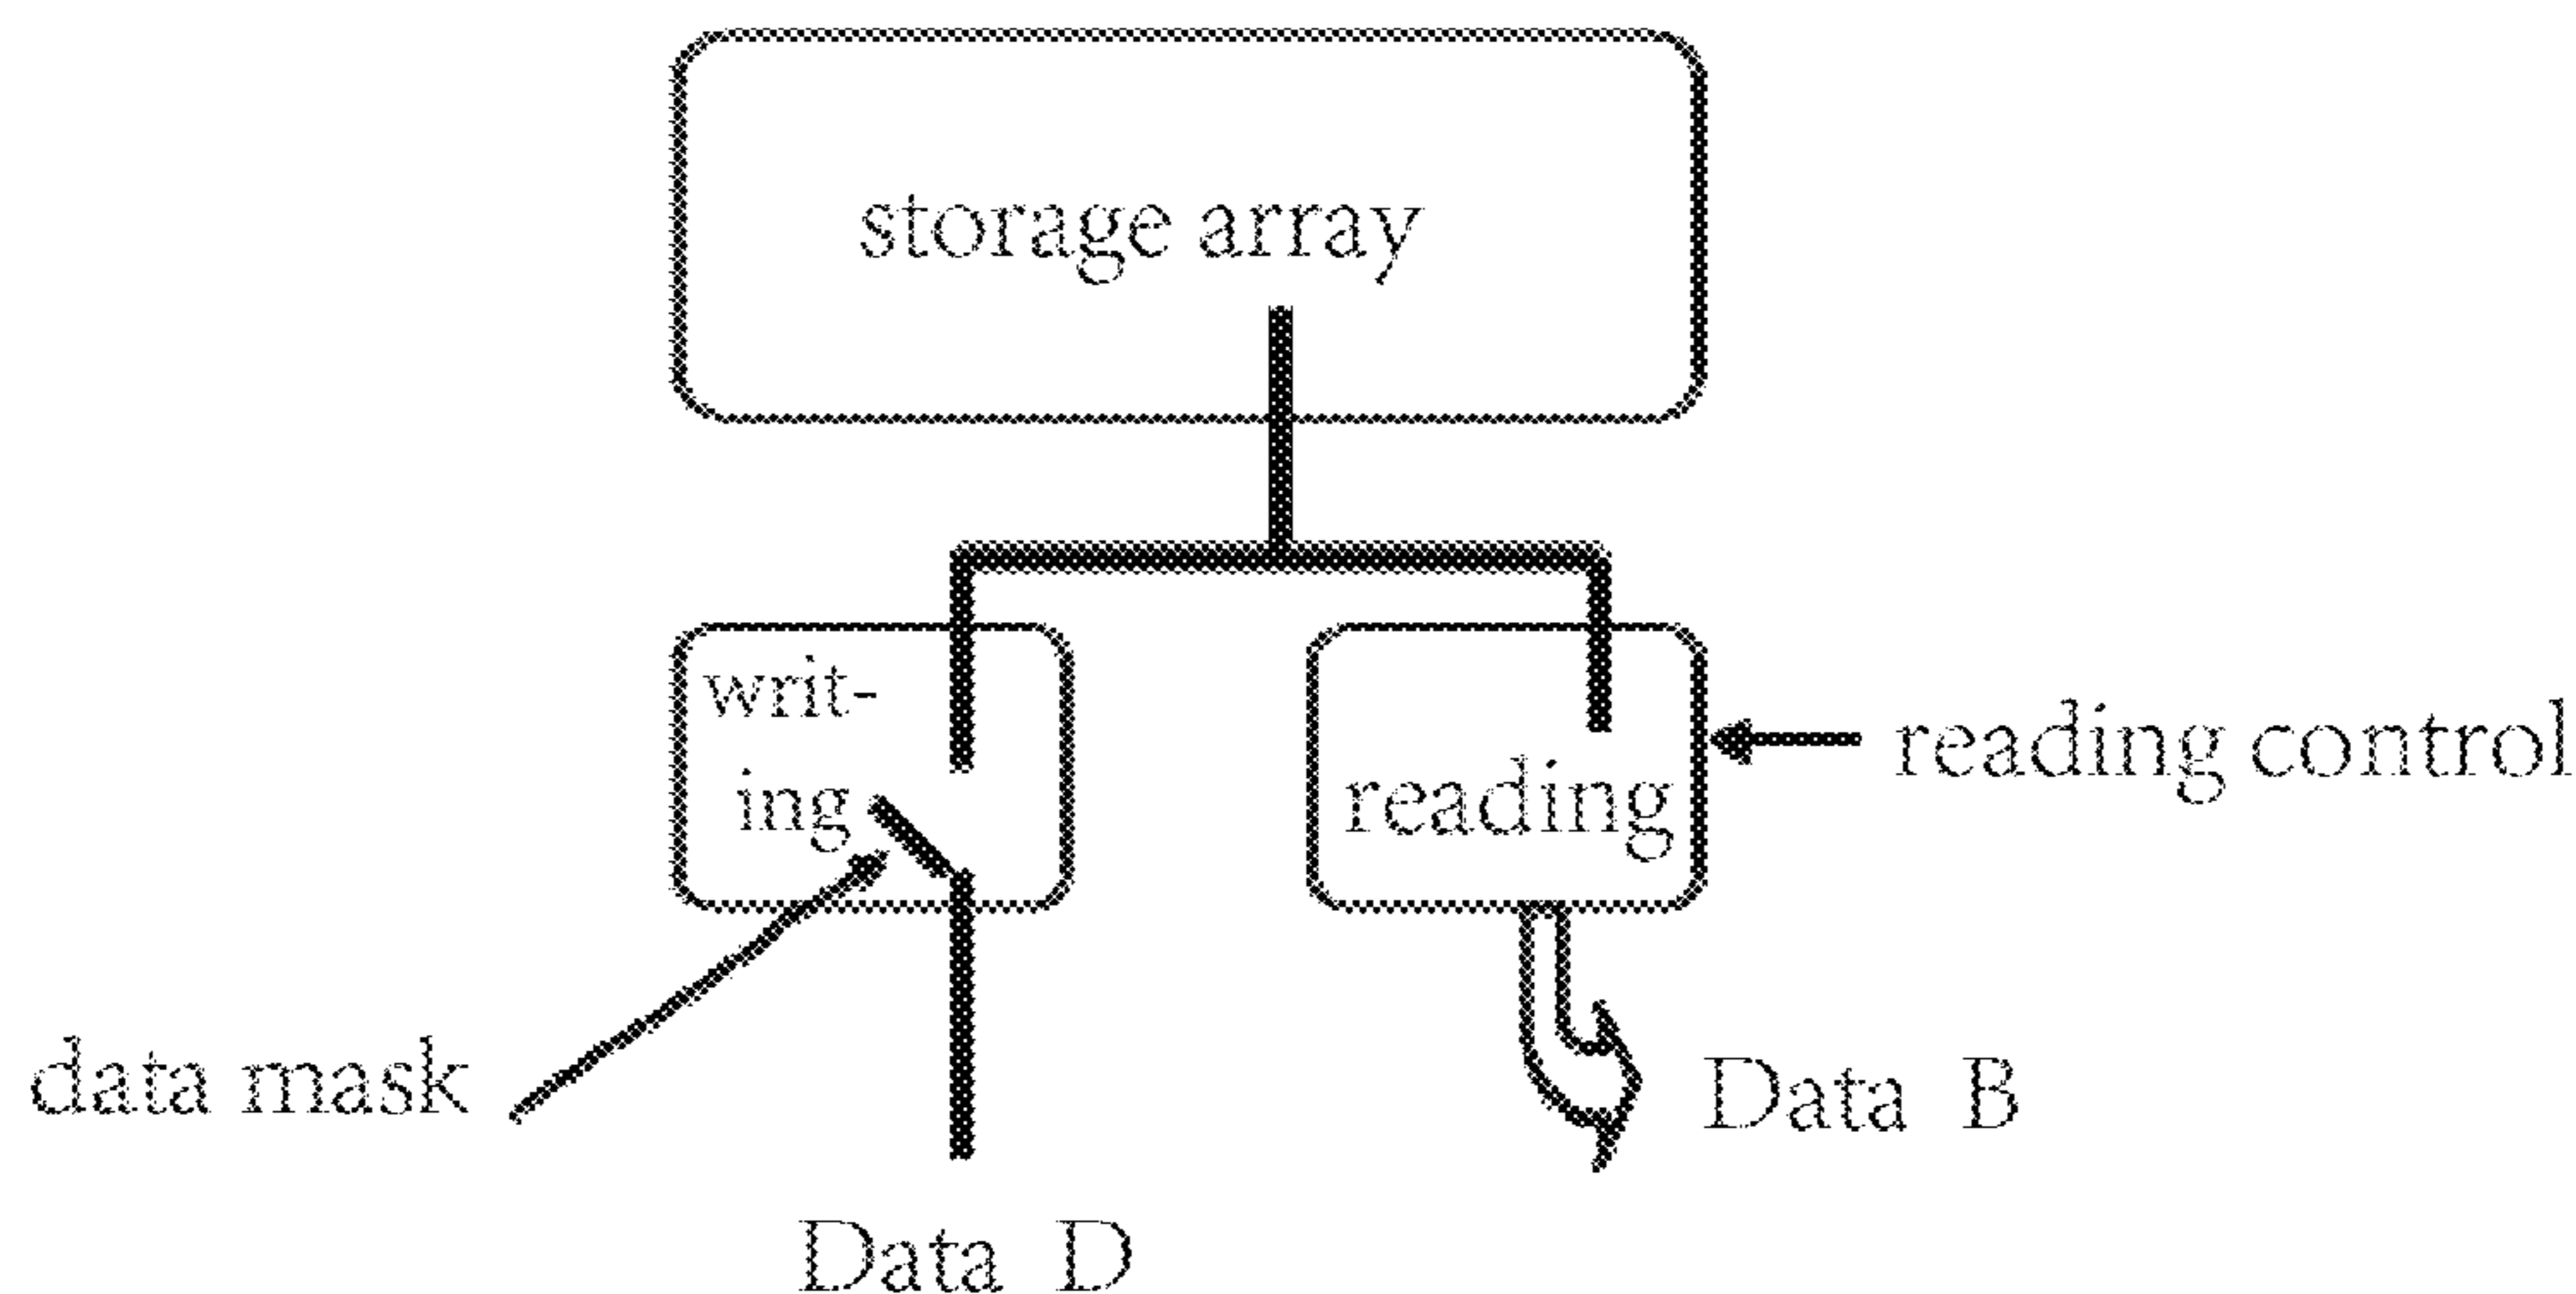 storage array
writ-
ing
reading
reading control
data mask
Data B
Data D